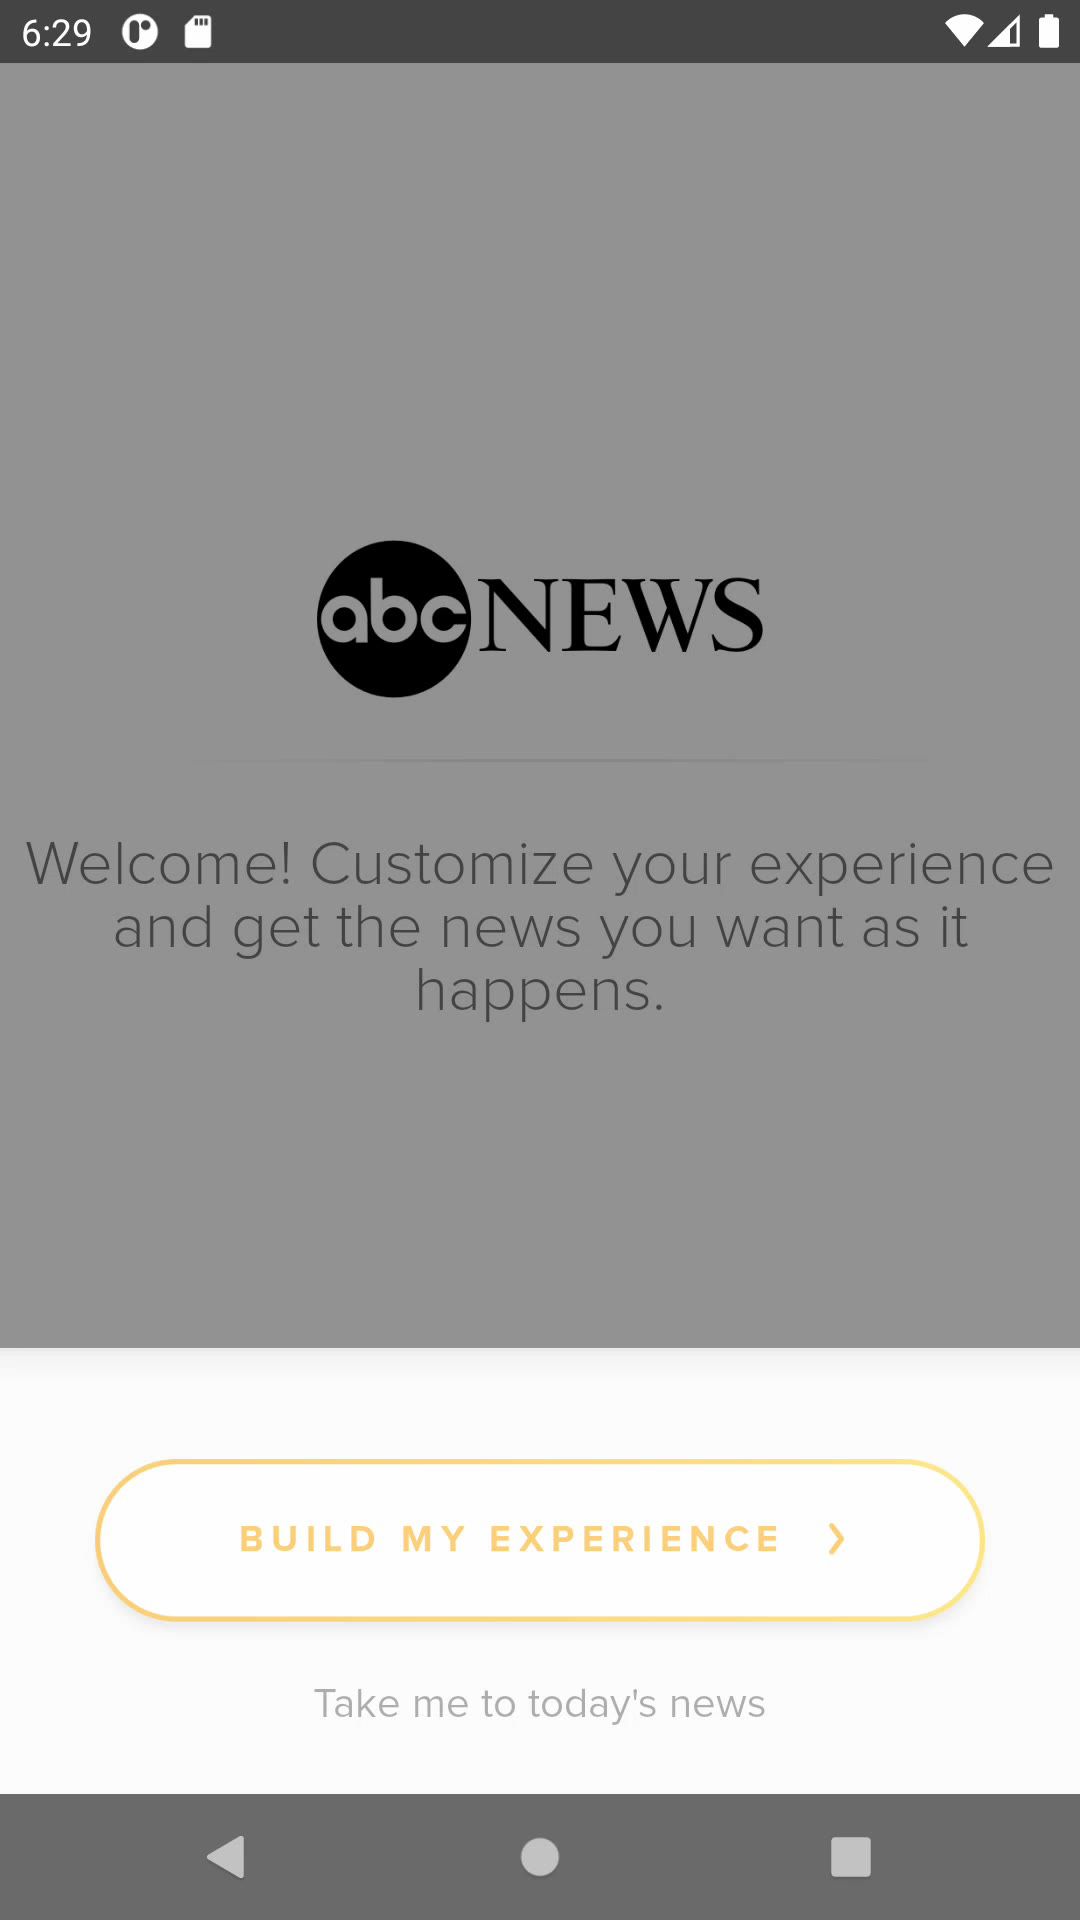 6:29
abc NEWS
Welcome! Customize your experience
and get the news you want as it
happens.
BUILD MY EXPERIENCE
Take me to today's news